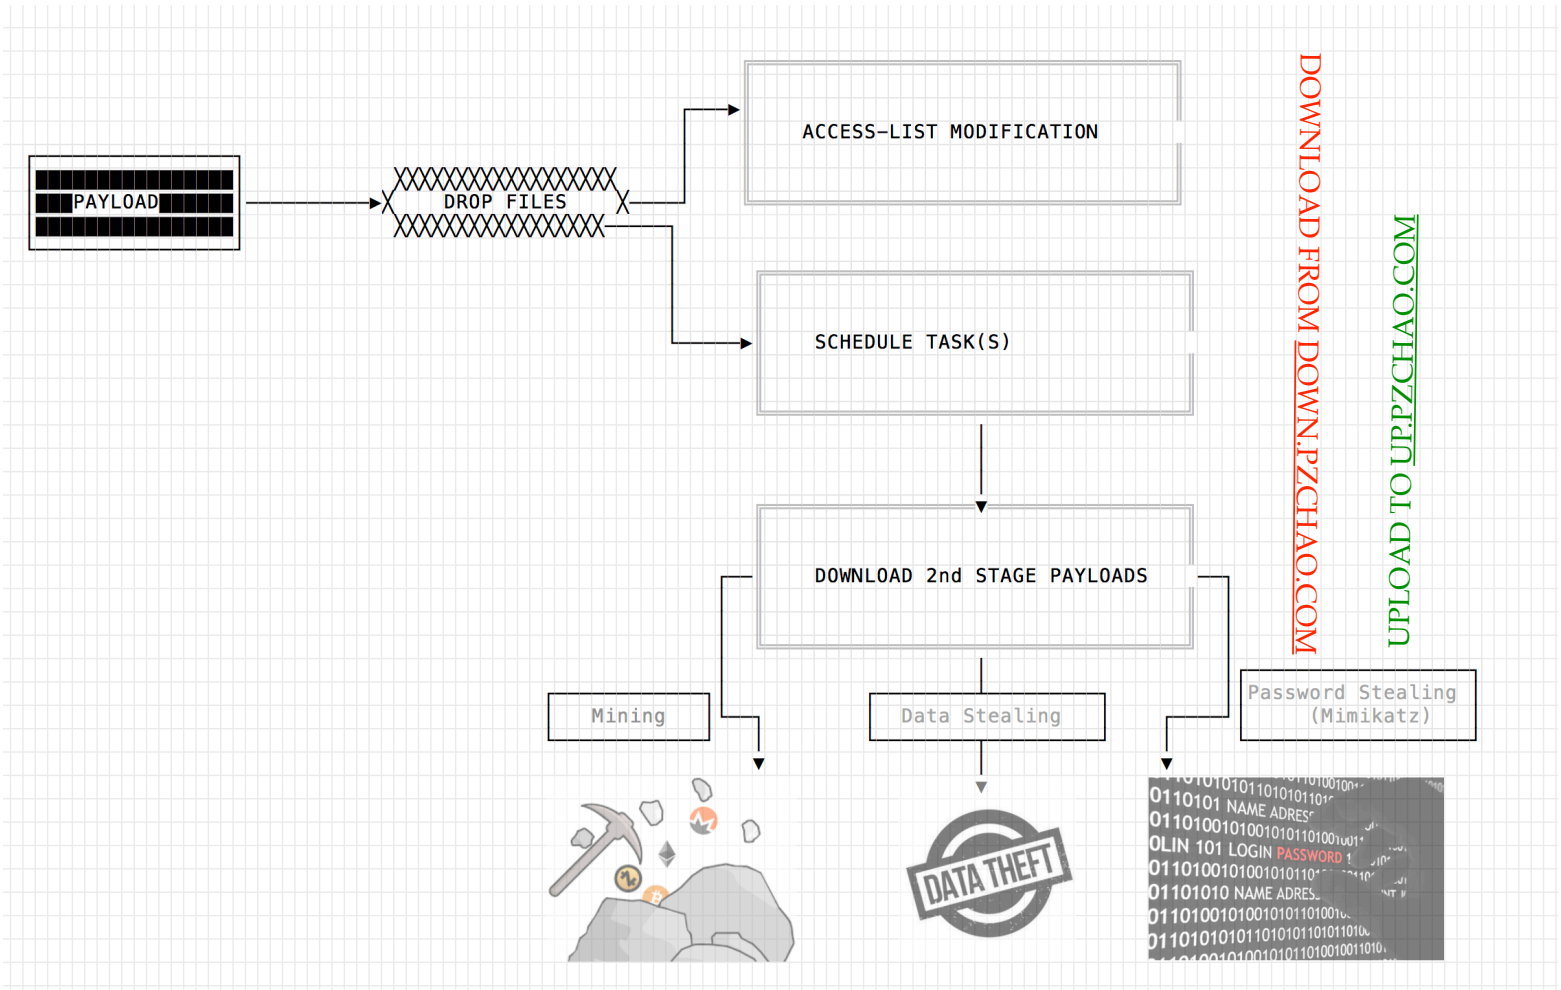 ACCESS-LIST MODIFICATION
PAYLOAD
DROP FILES
SCHEDULE TASK(S)
DOWNLOAD 2nd STAGE PAYLOADS
DOWNLOAD FROM DOWN.PZCHAO.COM
UPLOAD TO UP.PZCHAO.COM
Mining
Data Stealing
Password Stealing
(Mimikatz)
DATA THEFT
0110101 NAME ADRESS
0LIN 101 LOGIN PASSWORD
01101010 NAME ADRES